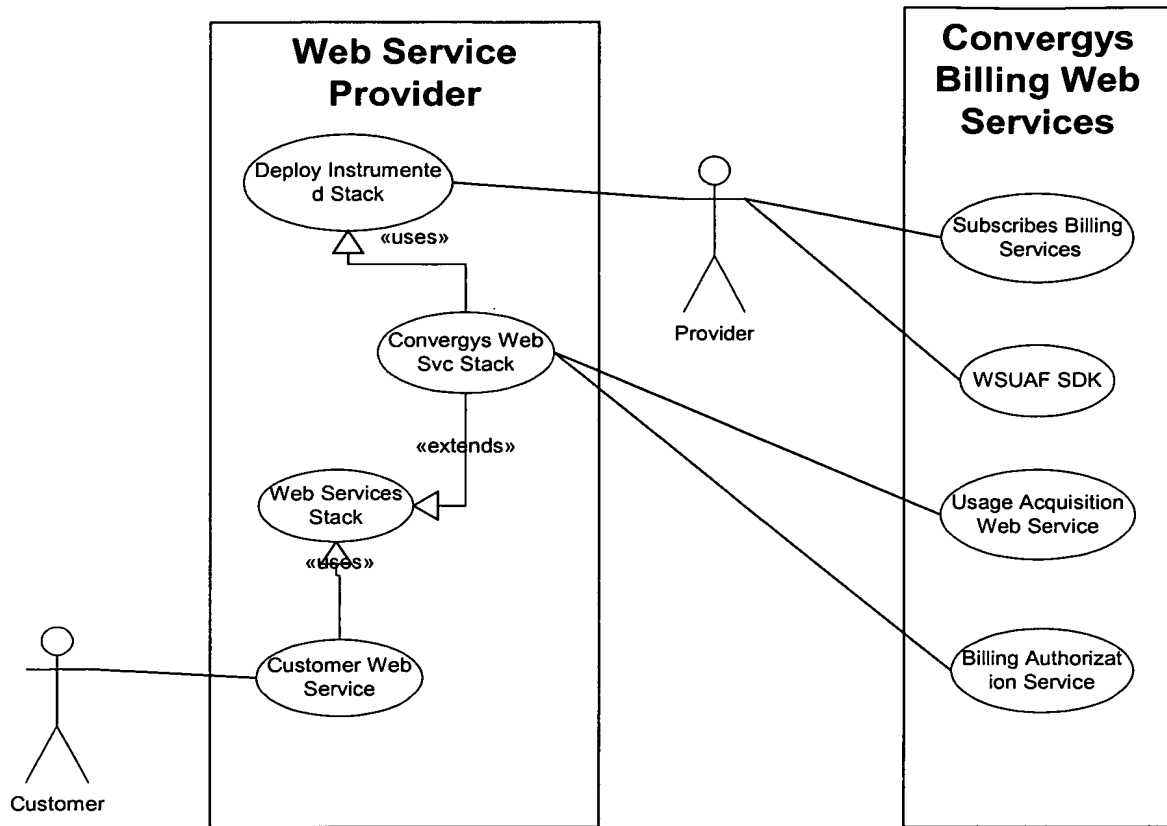 Web Service
Provider
Convergys
Billing Web
Services
Deploy Instrumente
d Stack
«uses»
Subscribes Billing
Services
Convergys Web
Svc Stack
Provider
WSUAF SDK
«extends»
Web Services
Stack
Usage Acquisition
Web Service
«uses»
Customer Web
Service
Billing Authorizat
ion Service
Customer